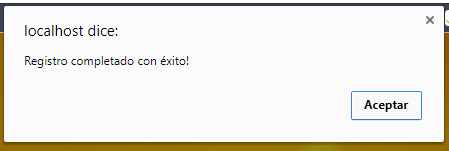 localhost dice:
Registro completado con éxito!
Aceptar